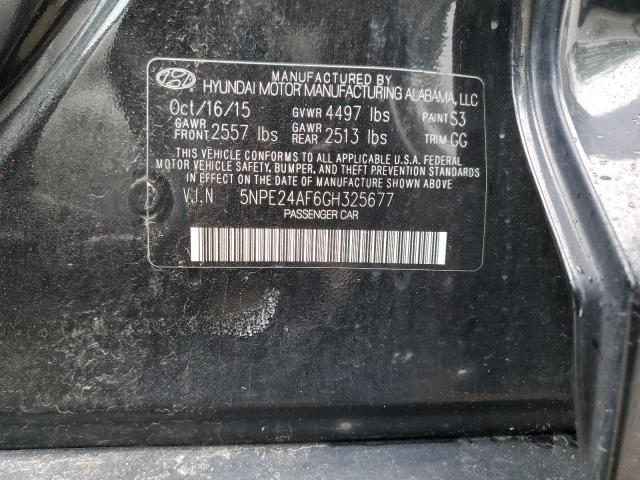 MANUFACTURED BY
HYUNDAI MOTOR MANUFACTURING ALABAMA, LLC
Oct/16/15 GVWR 4497 lbs PAINT S3
GAWR FRONT 2557 lbs GAWR REAR 2513 lbs TRIM GG
THIS VEHICLE CONFORMS TO ALL APPLICABLE U.S.A. FEDERAL
MOTOR VEHICLE SAFETY, BUMPER, AND THEFT PREVENTION STANDARDS
IN EFFECT ON THE DATE OF MANUFACTURE SHOWN ABOVE.
V.I.N 5NPE24AF6GH325677
PASSENGER CAR